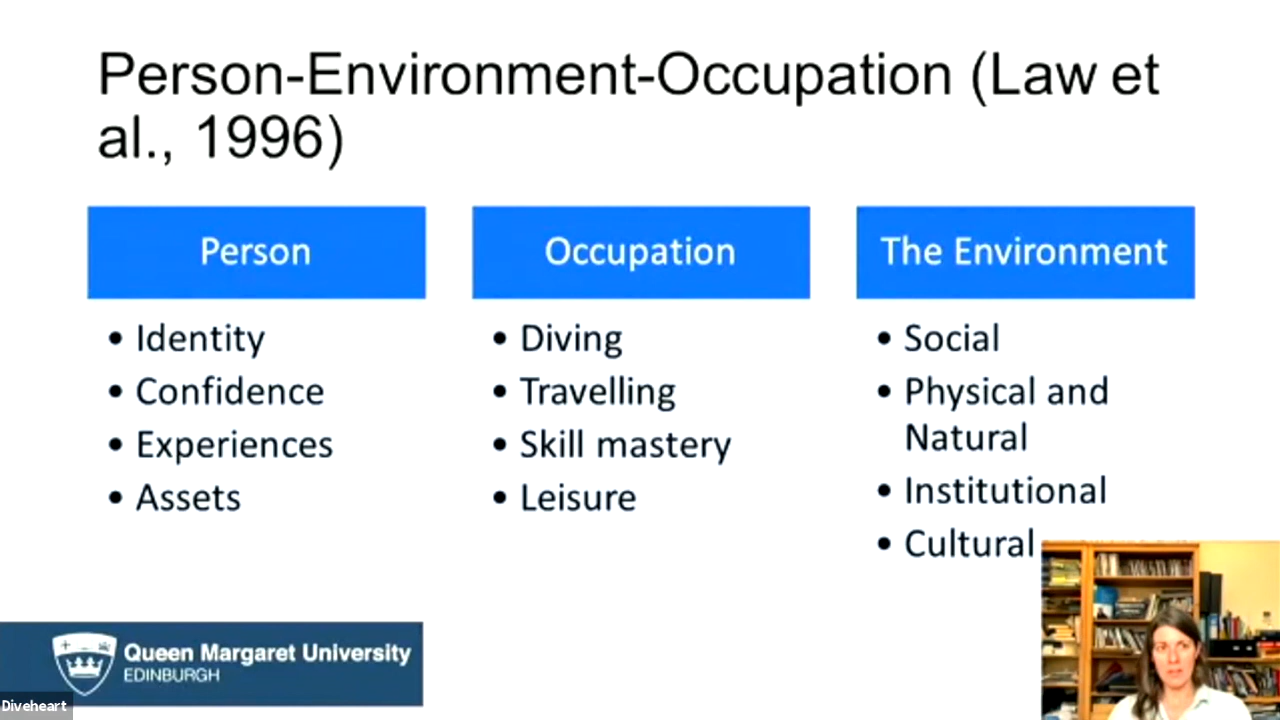 Person-Environment-Occupation (Law et
al., 1996)
Person
• Identity
• Confidence
• Experiences
• Assets
Occupation
• Diving
• Travelling
• Skill mastery
• Leisure
The Environment
• Social
• Physical and
Natural
• Institutional
• Cultural
Queen Margaret University
EDINBURGH
Diveheart